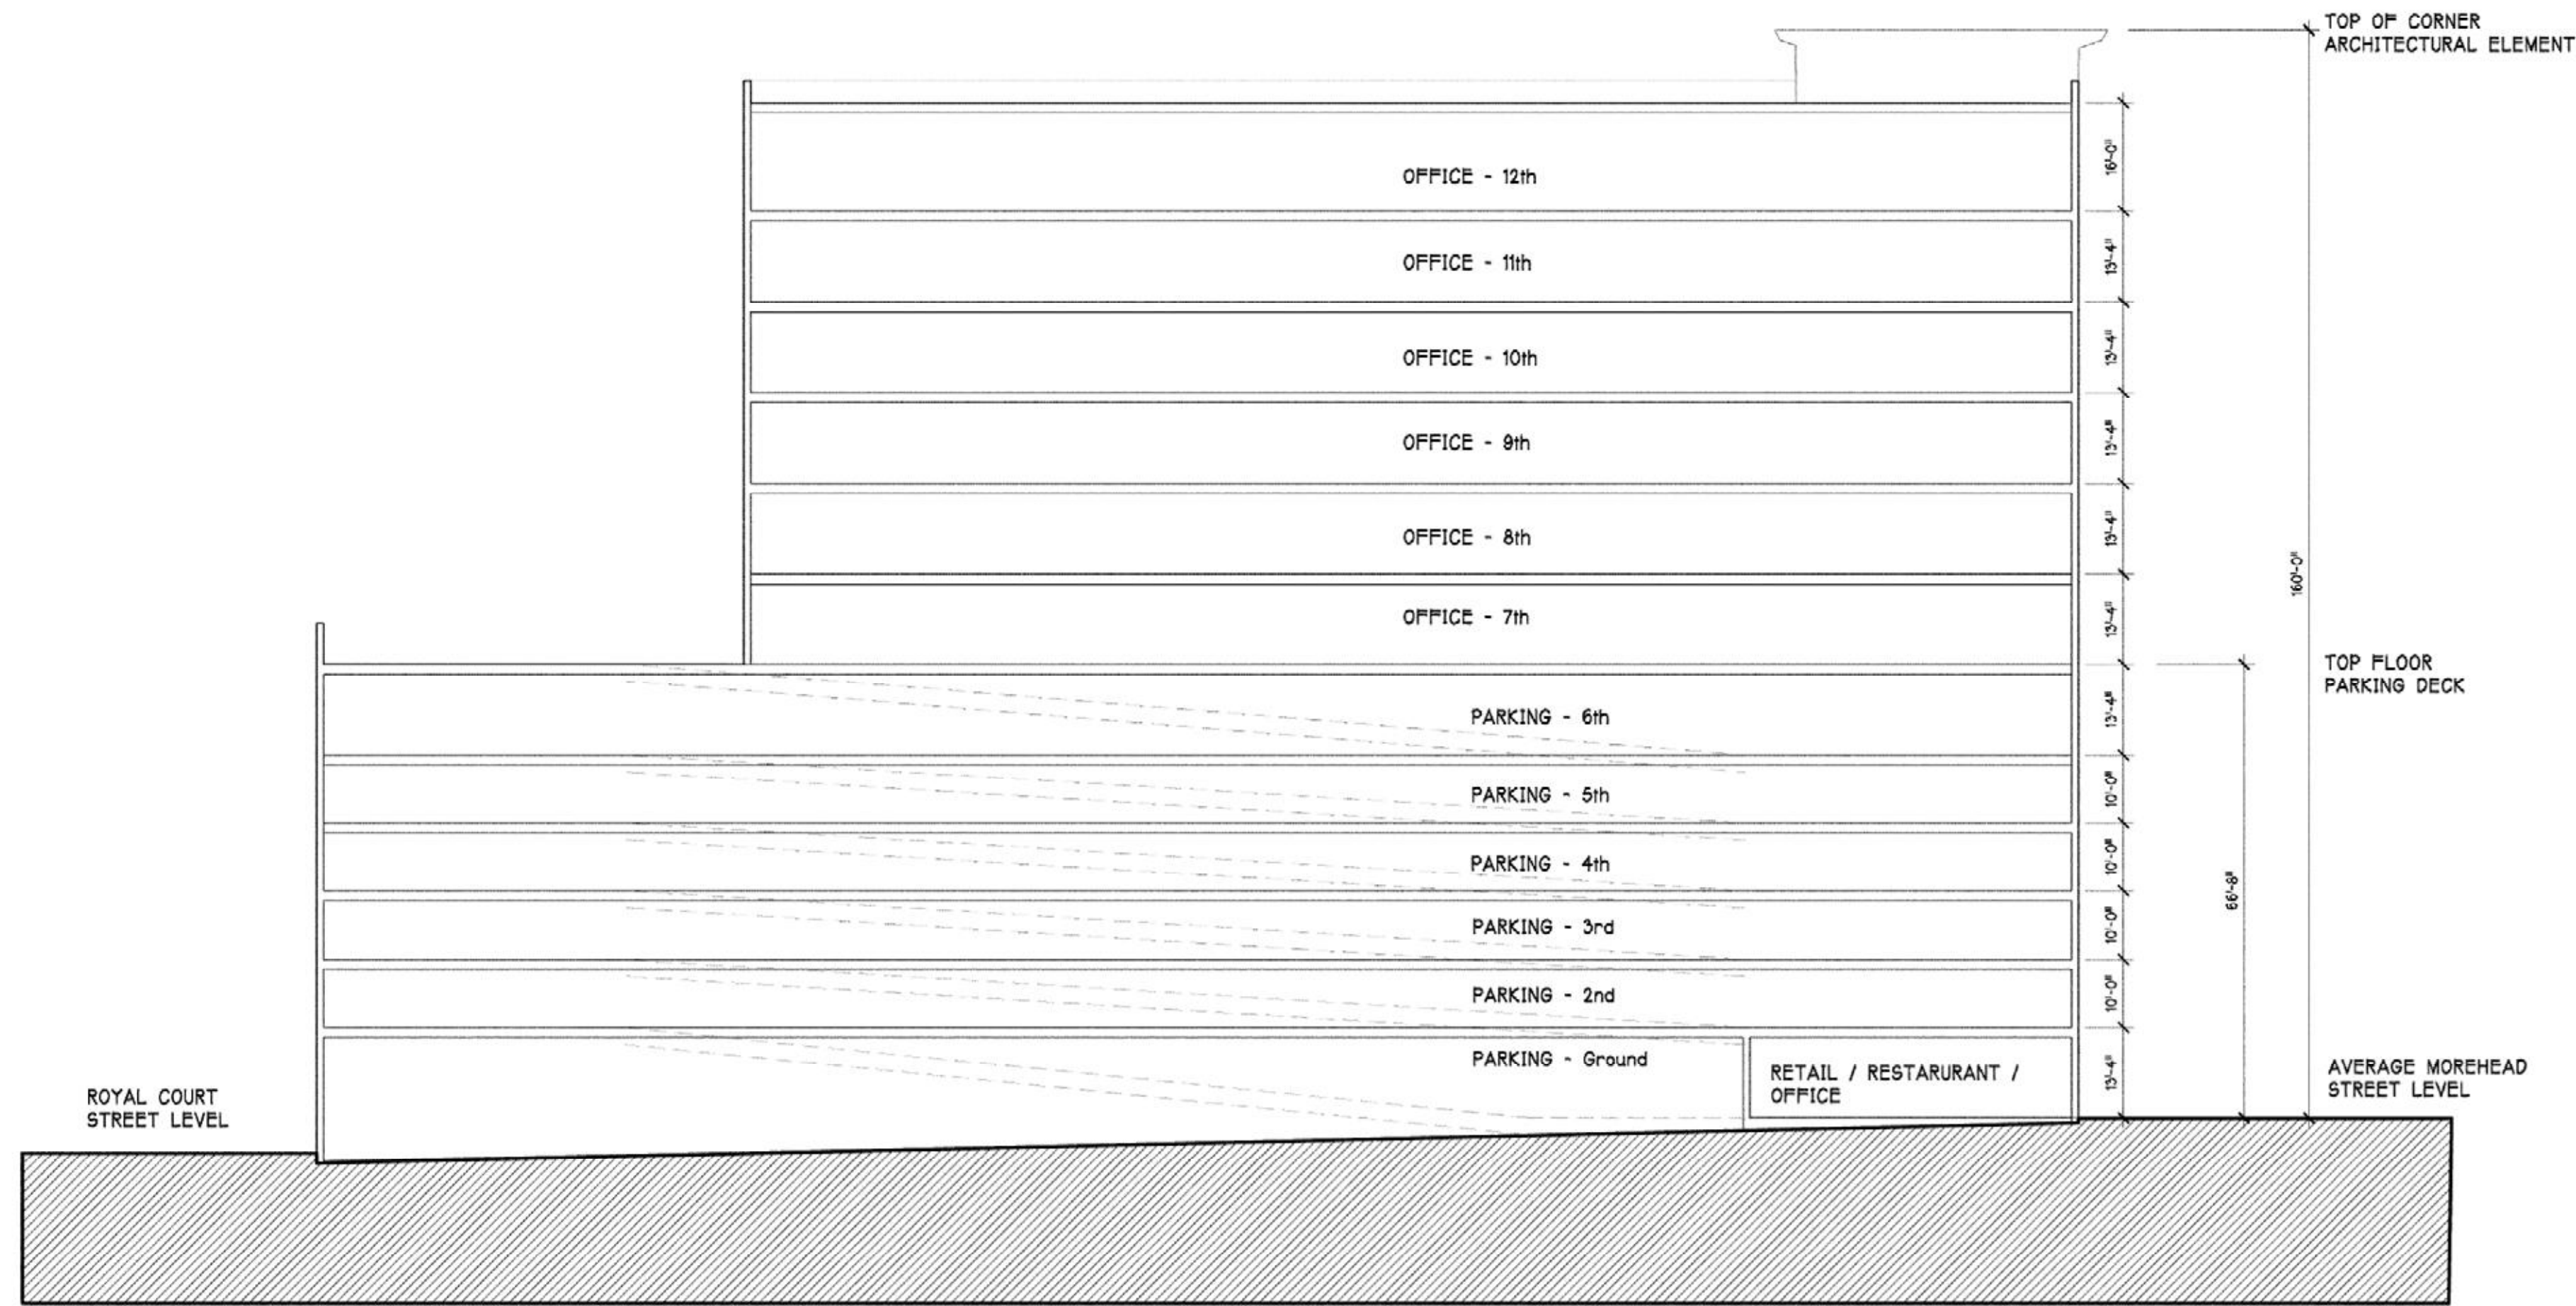 TOP OF CORNER
ARCHITECTURAL ELEMENT
OFFICE - 12th
16'-0"
OFFICE - 11th
13'-4"
OFFICE - 10th
13'-4"
OFFICE - 9th
13'-4"
OFFICE - 8th
13'-4"
160'-0"
OFFICE - 7th
13'-4"
TOP FLOOR
PARKING DECK
PARKING - 6th
13'-4"
PARKING - 5th
10'-0"
PARKING - 4th
10'-0"
66'-8"
PARKING - 3rd
10'-0"
PARKING - 2nd
10'-0"
PARKING - Ground
RETAIL / RESTARURANT /
OFFICE
13'-4"
AVERAGE MOREHEAD
STREET LEVEL
ROYAL COURT
STREET LEVEL